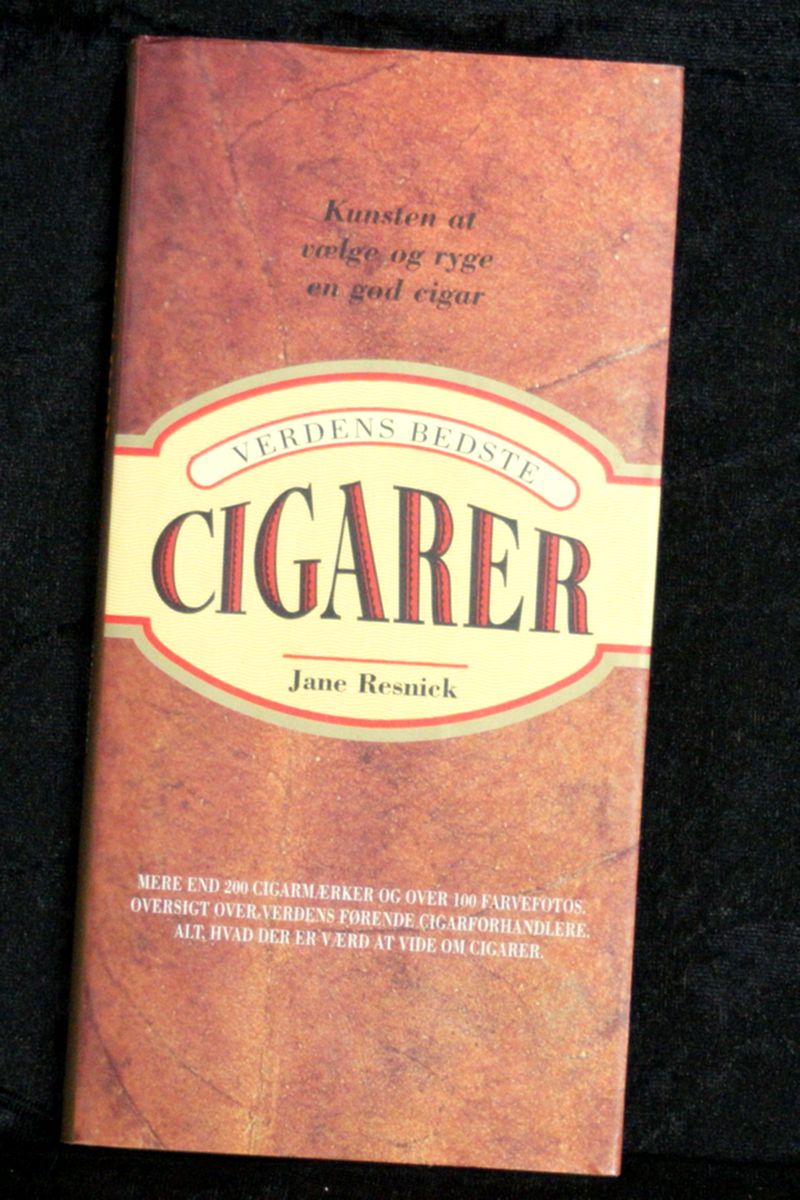 Kunsten at
vælge og ryge
en god cigar
VERDENS BEDSTE
CIGARER
Jane Resnick
MERE END 200 CIGARMÆRKER OG OVER 100 FARVEFOTOS.
OVERSIGT OVER VERDENS FØRENDE CIGARFORHANDLERE.
ALT, HVAD DER ER VÆRD AT VIDE OM CIGARER.